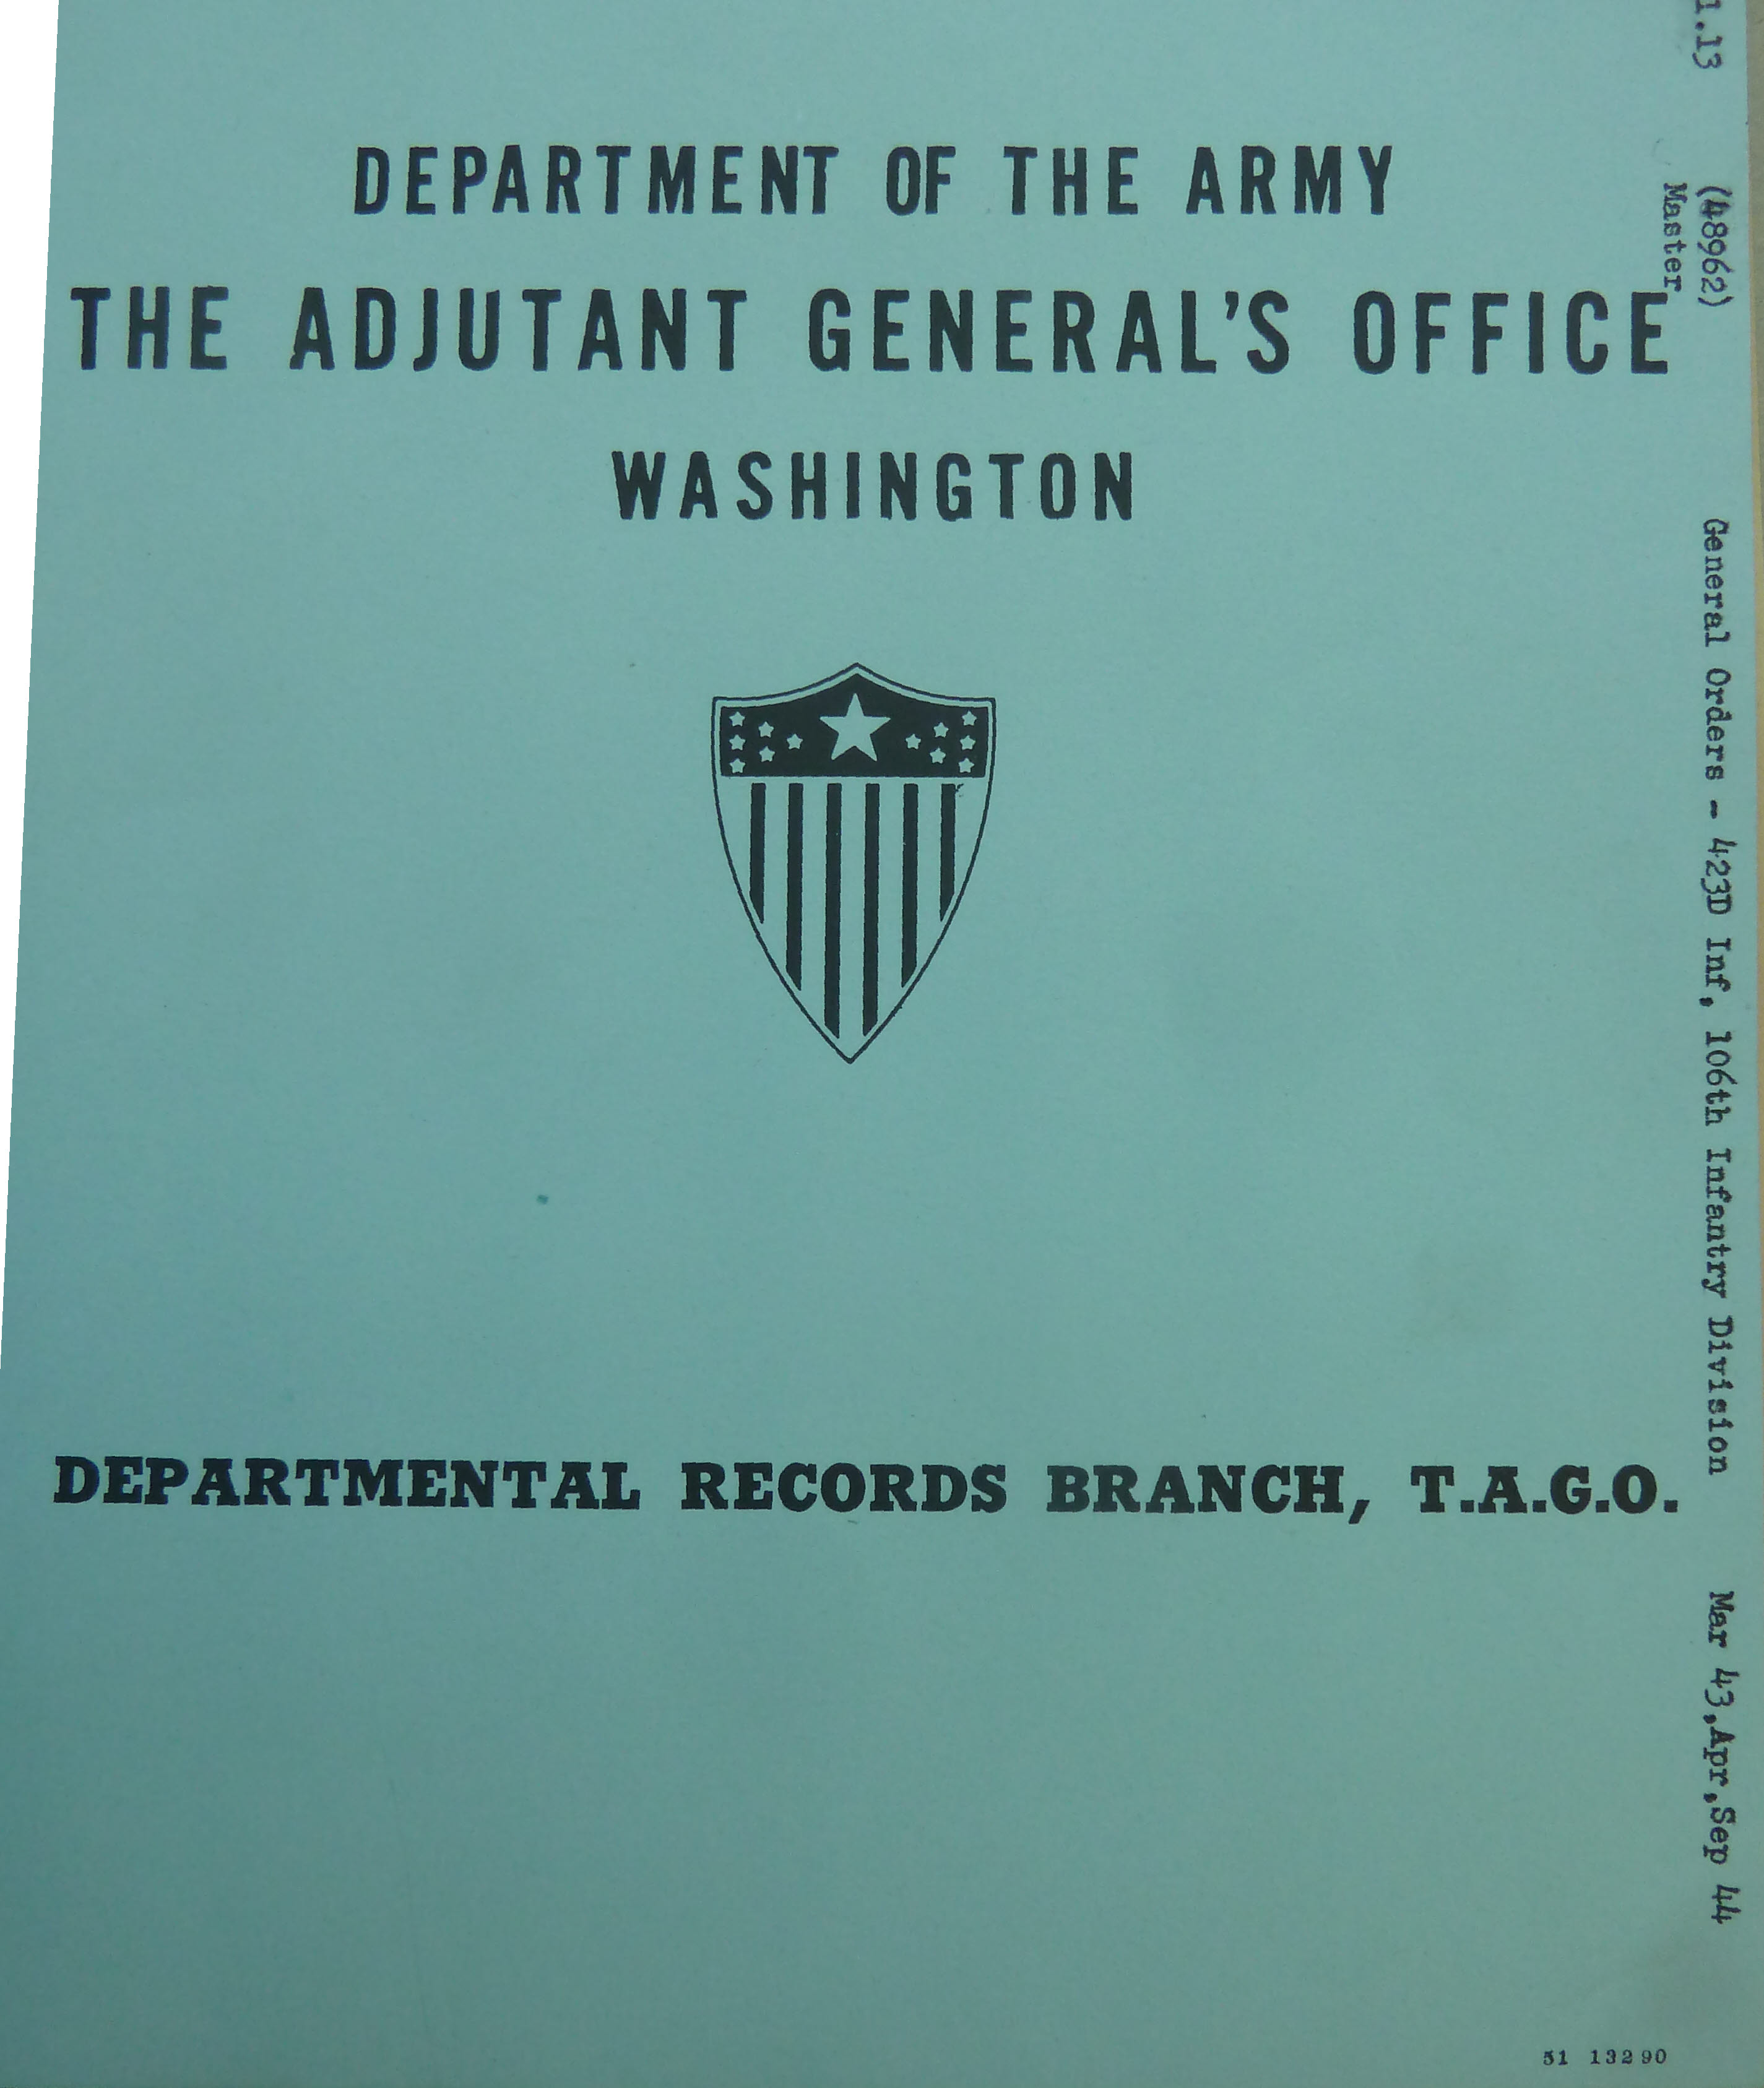 DEPARTMENT OF THE ARMY
THE ADJUTANT GENERAL'S OFFICE
WASHINGTON
DEPARTMENTAL RECORDS BRANCH, T.A.G.O.
1.13 (48962) General Orders - 423D Inf, 106th Infantry Division Mar 43,Apr,Sep 44
Master
51 13290